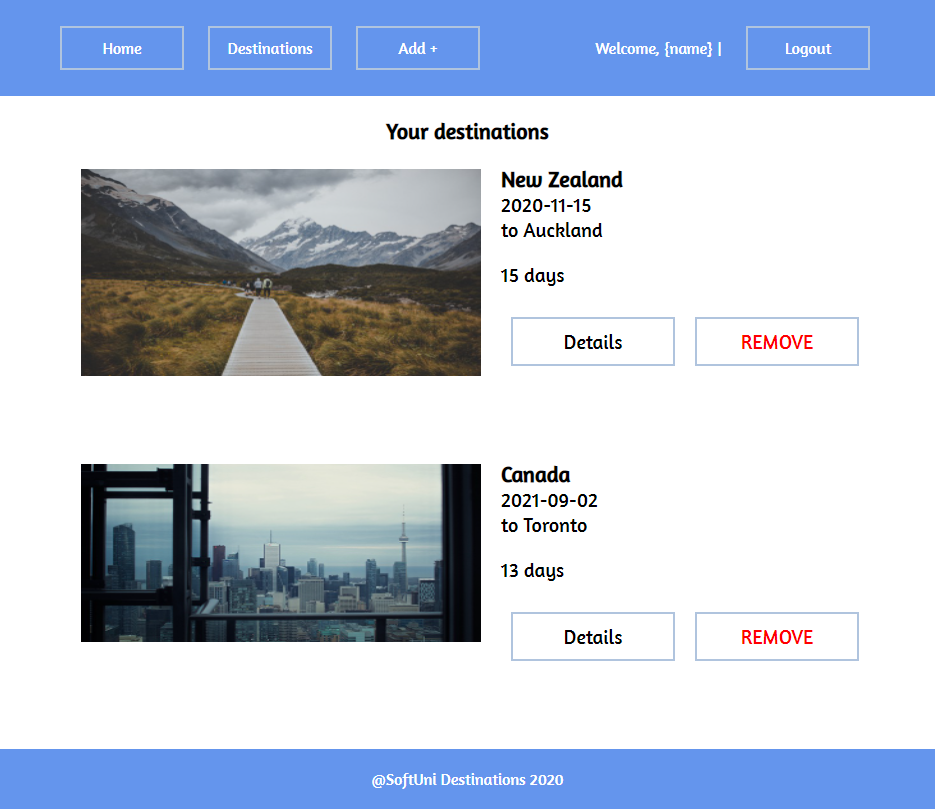 Home Destinations Add + Welcome, {name} | Logout
Your destinations
New Zealand
2020-11-15
to Auckland
15 days
Details REMOVE
Canada
2021-09-02
to Toronto
13 days
Details REMOVE
@SoftUni Destinations 2020